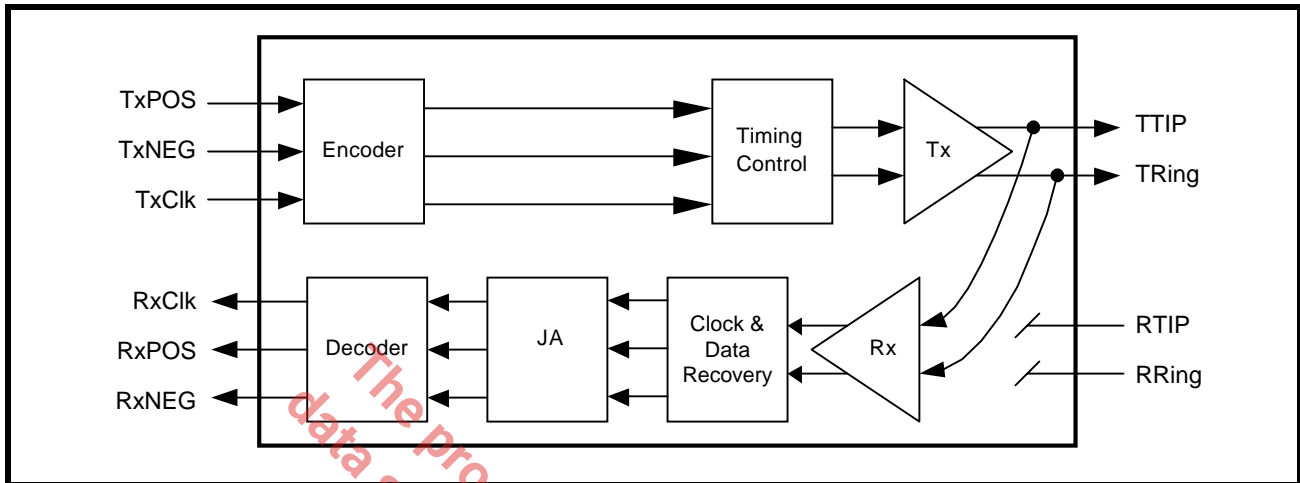 TxPOS
TxNEG
TxClk
Encoder
Timing
Control
Tx
TTIP
TRing
RxClk
RxPOS
RxNEG
Decoder
JA
Clock &
Data
Recovery
Rx
RTIP
RRing
The pro
data